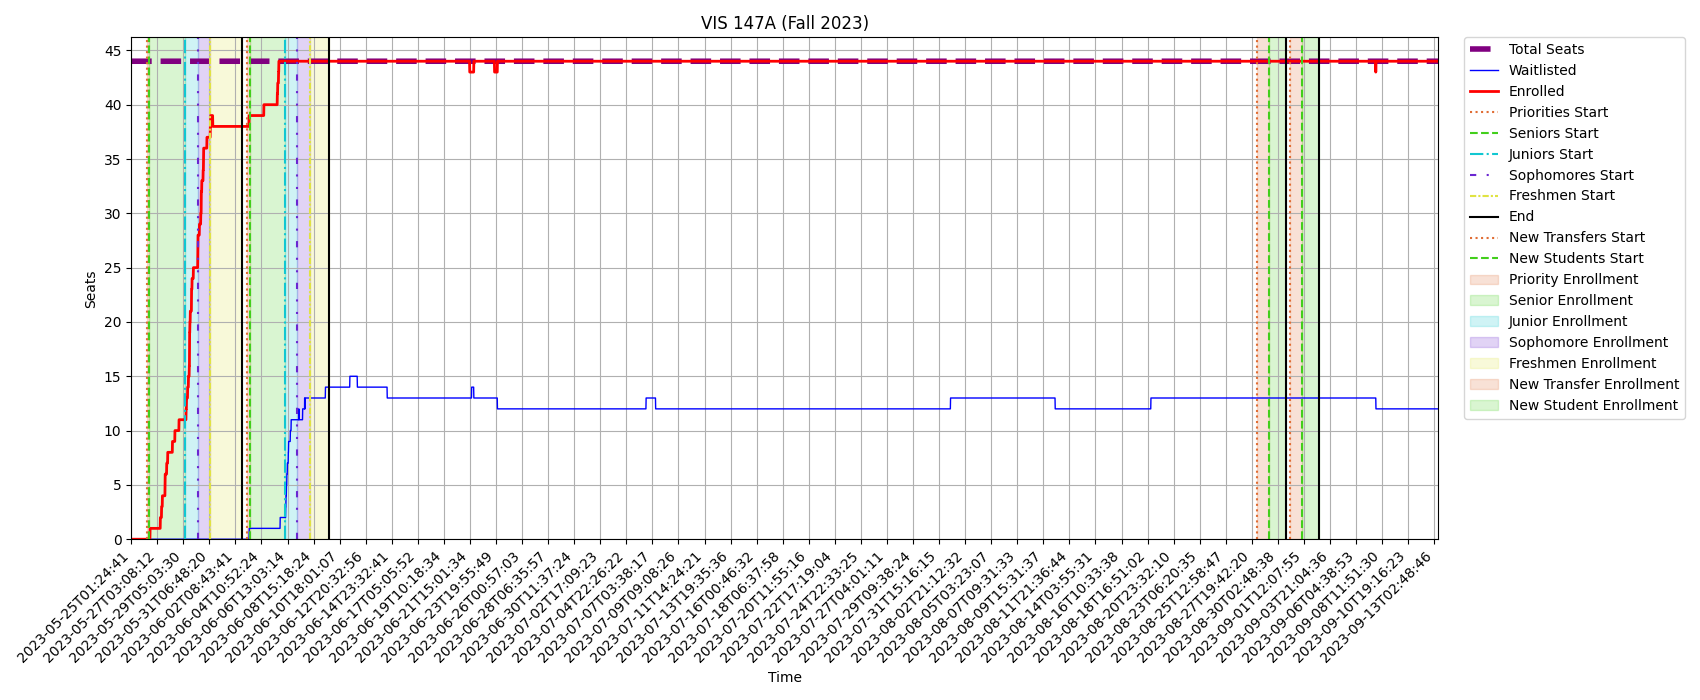 VIS 147A (Fall 2023)
Seats
45
40
35
30
25
20
15
10
5
0
2023-05-25T01:24:41
2023-05-27T03:08:12
2023-05-29T05:03:30
2023-05-31T06:48:20
2023-06-02T08:43:41
2023-06-04T10:52:24
2023-06-06T13:03:14
2023-06-08T15:18:24
2023-06-10T18:01:07
2023-06-12T20:32:56
2023-06-14T23:32:41
2023-06-17T05:05:52
2023-06-19T10:18:34
2023-06-21T15:01:34
2023-06-23T19:55:49
2023-06-26T00:57:03
2023-06-28T06:35:57
2023-06-30T11:37:24
2023-07-02T17:09:23
2023-07-04T22:26:22
2023-07-07T03:38:17
2023-07-09T09:08:26
2023-07-11T14:24:21
2023-07-13T19:35:36
2023-07-16T00:46:32
2023-07-18T06:37:58
2023-07-20T11:55:16
2023-07-22T17:19:04
2023-07-24T22:33:25
2023-07-27T04:01:11
2023-07-29T09:38:24
2023-07-31T15:16:15
2023-08-02T21:12:32
2023-08-05T03:23:07
2023-08-07T09:31:33
2023-08-09T15:31:37
2023-08-11T21:36:44
2023-08-14T03:55:31
2023-08-16T10:33:38
2023-08-18T16:51:02
2023-08-20T23:32:10
2023-08-23T06:20:35
2023-08-25T12:58:47
2023-08-27T19:42:20
2023-08-30T02:48:38
2023-09-01T12:07:55
2023-09-03T21:04:36
2023-09-06T04:38:53
2023-09-08T11:51:30
2023-09-10T19:16:23
2023-09-13T02:48:46
Time
Total Seats
Waitlisted
Enrolled
Priorities Start
Seniors Start
Juniors Start
Sophomores Start
Freshmen Start
End
New Transfers Start
New Students Start
Priority Enrollment
Senior Enrollment
Junior Enrollment
Sophomore Enrollment
Freshmen Enrollment
New Transfer Enrollment
New Student Enrollment